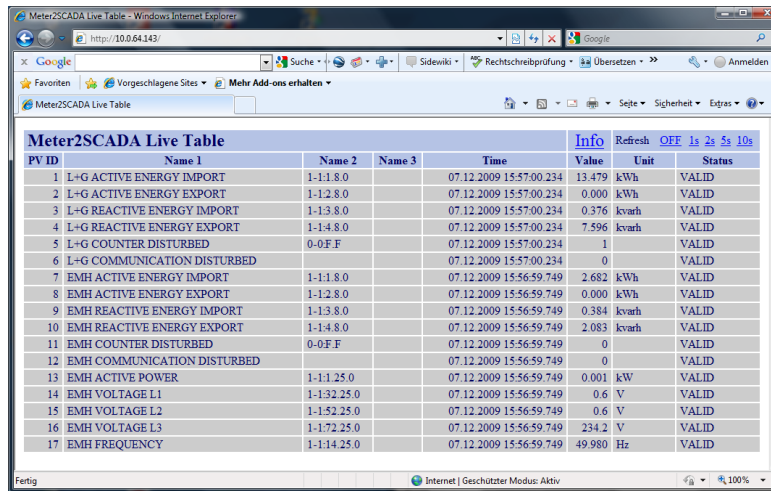 Meter2SCADA Live Table - Windows Internet Explorer
http://10.0.64.143/ Google
x Google Suche Sidewiki Rechtschreibprüfung Übersetzen >> Anmelden
Favoriten Vorgeschlagene Sites Mehr Add-ons erhalten
Meter2SCADA Live Table Seite Sicherheit Extras
Meter2SCADA Live Table Info Refresh OFF 1s 2s 5s 10s
PV ID Name 1 Name 2 Name 3 Time Value Unit Status
1 L+G ACTIVE ENERGY IMPORT 1-1:1.8.0 07.12.2009 15:57:00.234 13.479 kWh VALID
2 L+G ACTIVE ENERGY EXPORT 1-1:2.8.0 07.12.2009 15:57:00.234 0.000 kWh VALID
3 L+G REACTIVE ENERGY IMPORT 1-1:3.8.0 07.12.2009 15:57:00.234 0.376 kvarh VALID
4 L+G REACTIVE ENERGY EXPORT 1-1:4.8.0 07.12.2009 15:57:00.234 7.596 kvarh VALID
5 L+G COUNTER DISTURBED 0-0:F.F 07.12.2009 15:57:00.234 1 VALID
6 L+G COMMUNICATION DISTURBED 07.12.2009 15:57:00.234 0 VALID
7 EMH ACTIVE ENERGY IMPORT 1-1:1.8.0 07.12.2009 15:56:59.749 2.682 kWh VALID
8 EMH ACTIVE ENERGY EXPORT 1-1:2.8.0 07.12.2009 15:56:59.749 0.000 kWh VALID
9 EMH REACTIVE ENERGY IMPORT 1-1:3.8.0 07.12.2009 15:56:59.749 0.384 kvarh VALID
10 EMH REACTIVE ENERGY EXPORT 1-1:4.8.0 07.12.2009 15:56:59.749 2.083 kvarh VALID
11 EMH COUNTER DISTURBED 0-0:F.F 07.12.2009 15:56:59.749 0 VALID
12 EMH COMMUNICATION DISTURBED 07.12.2009 15:56:59.749 0 VALID
13 EMH ACTIVE POWER 1-1:1.25.0 07.12.2009 15:56:59.749 0.001 kW VALID
14 EMH VOLTAGE L1 1-1:32.25.0 07.12.2009 15:56:59.749 0.6 V VALID
15 EMH VOLTAGE L2 1-1:52.25.0 07.12.2009 15:56:59.749 0.6 V VALID
16 EMH VOLTAGE L3 1-1:72.25.0 07.12.2009 15:56:59.749 234.2 V VALID
17 EMH FREQUENCY 1-1:14.25.0 07.12.2009 15:56:59.749 49.980 Hz VALID
Fertig Internet | Geschützter Modus: Aktiv 100%